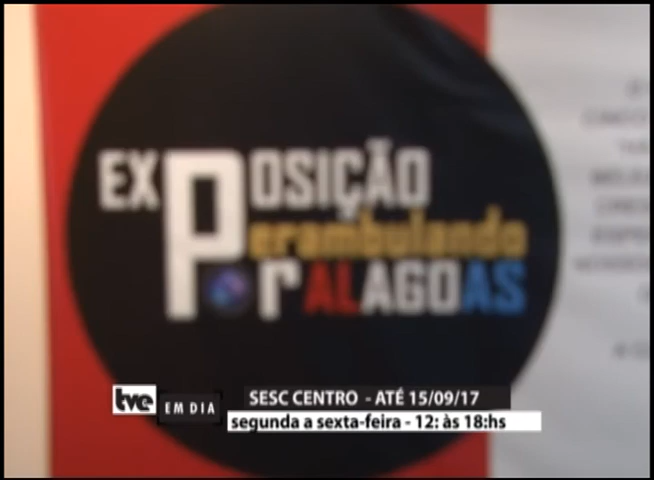 EXPOSIÇÃO
Perambulando
Por ALAGOAS
tve EM DIA
SESC CENTRO - ATÉ 15/09/17
segunda a sexta-feira - 12: às 18:hs